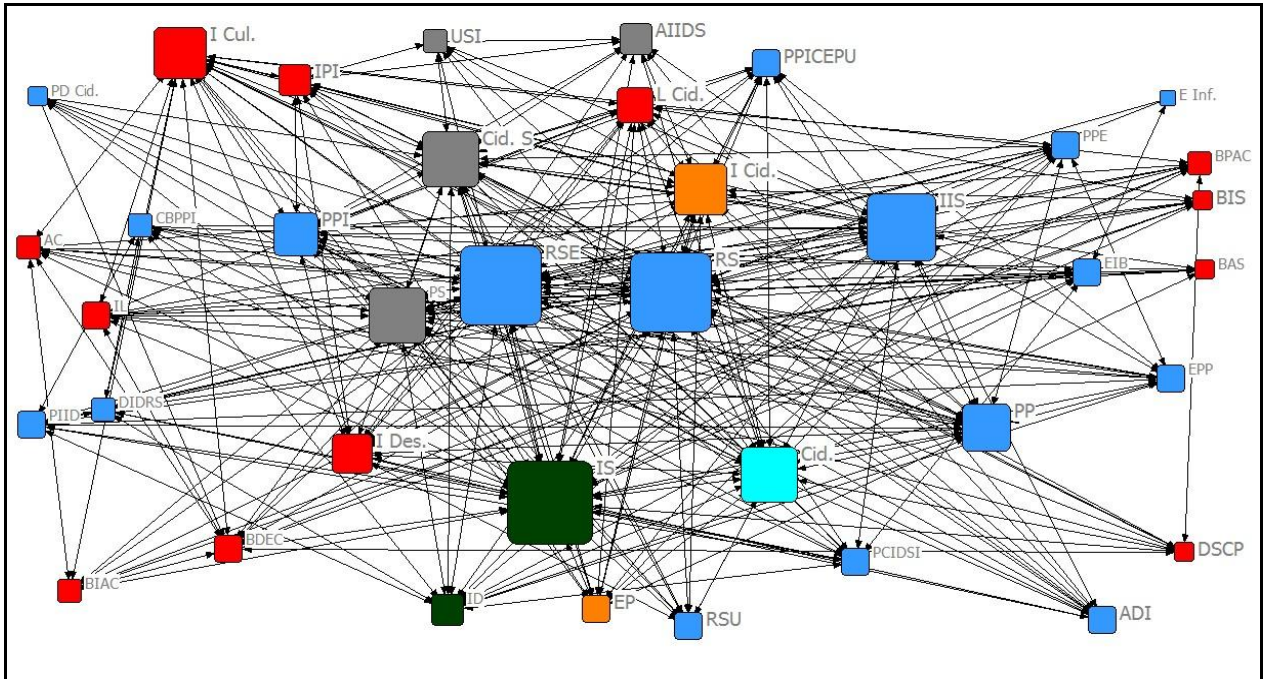 I Cul.
USI
AIIDS
PPICEPU
IPI
PD Cid.
L Cid.
E Inf.
Cid. S
PPE
BPAC
I Cid.
BIS
IIS
CBPPI
PPI
AC
RSE
RS
EIB
BAS
PS
IL
EPP
DIDRS
PIID
PP
I Des.
Cid.
IS
BDEC
PCIDSI
DSCP
BIAC
ID
EP
RSU
ADI